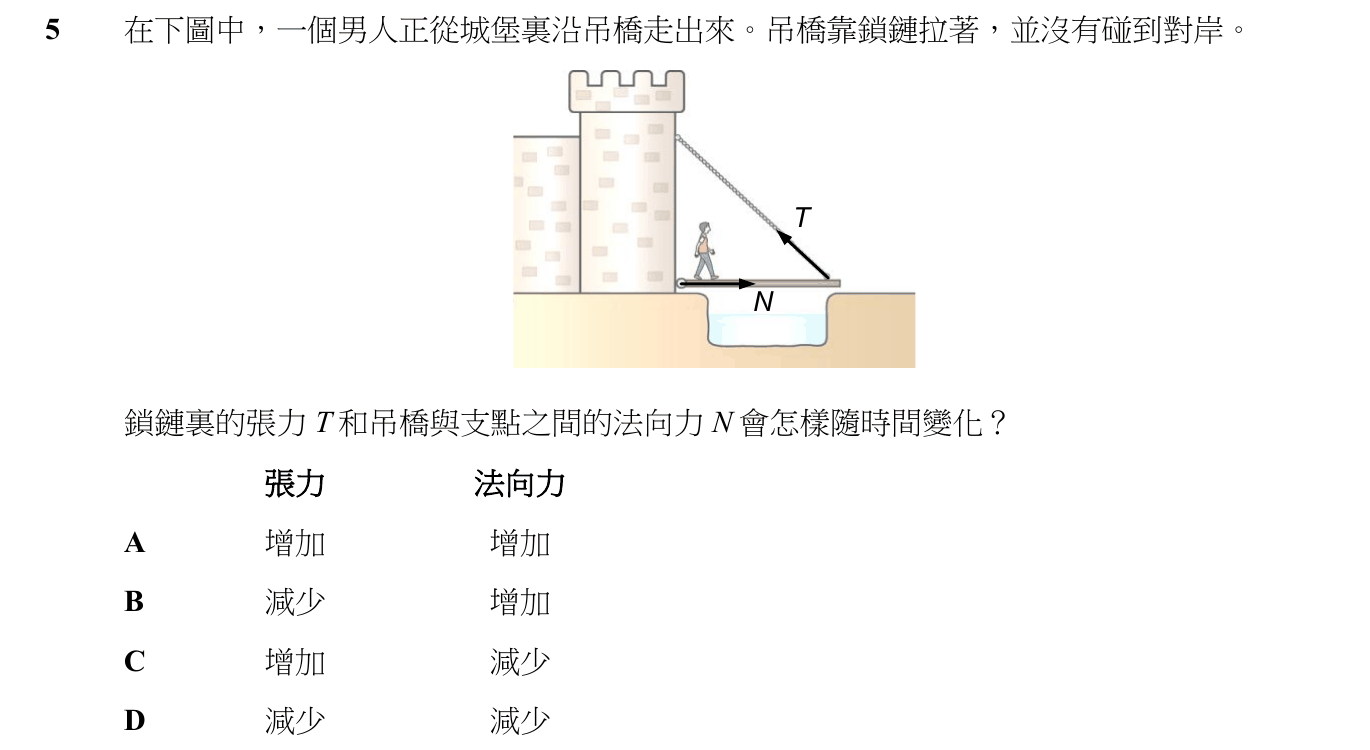 5 在下圖中，一個男人正從城堡裏沿吊橋走出來。吊橋靠鎖鏈拉著，並沒有碰到對岸。
T
N
鎖鏈裏的張力 T 和吊橋與支點之間的法向力 N 會怎樣隨時間變化？
張力 法向力
A 增加 增加
B 減少 增加
C 增加 減少
D 減少 減少